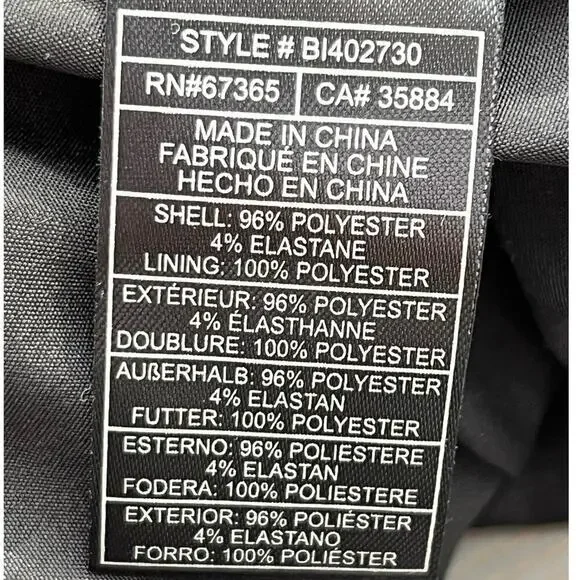 STYLE # BI402730
RN#67365 CA# 35884
MADE IN CHINA
FABRIQUÉ EN CHINE
HECHO EN CHINA
SHELL: 96% POLYESTER
4% ELASTANE
LINING: 100% POLYESTER
EXTÉRIEUR: 96% POLYESTER
4% ÉLASTHANNE
DOUBLURE: 100% POLYESTER
AUßERHALB: 96% POLYESTER
4% ELASTAN
FUTTER: 100% POLYESTER
ESTERNO: 96% POLIESTERE
4% ELASTAN
FODERA: 100% POLIESTERE
EXTERIOR: 96% POLIÉSTER
4% ELASTANO
FORRO: 100% POLIÉSTER